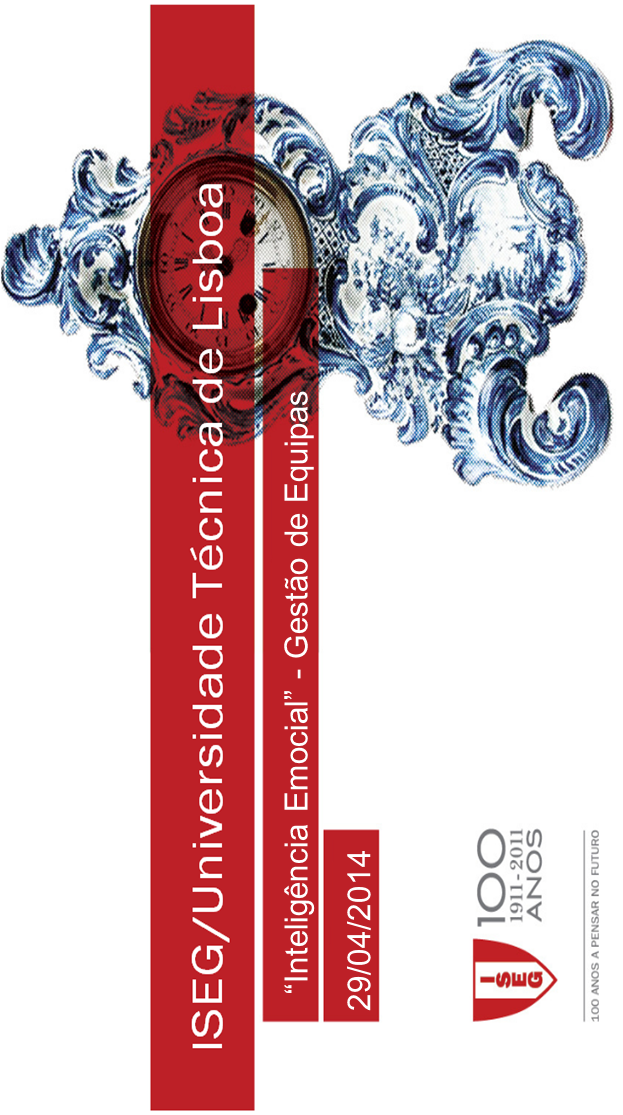 ISEG/Universidade Técnica de Lisboa
“Inteligência Emocial” - Gestão de Equipas
29/04/2014
ISEG
100
1911-2011
ANOS
100 ANOS A PENSAR NO FUTURO